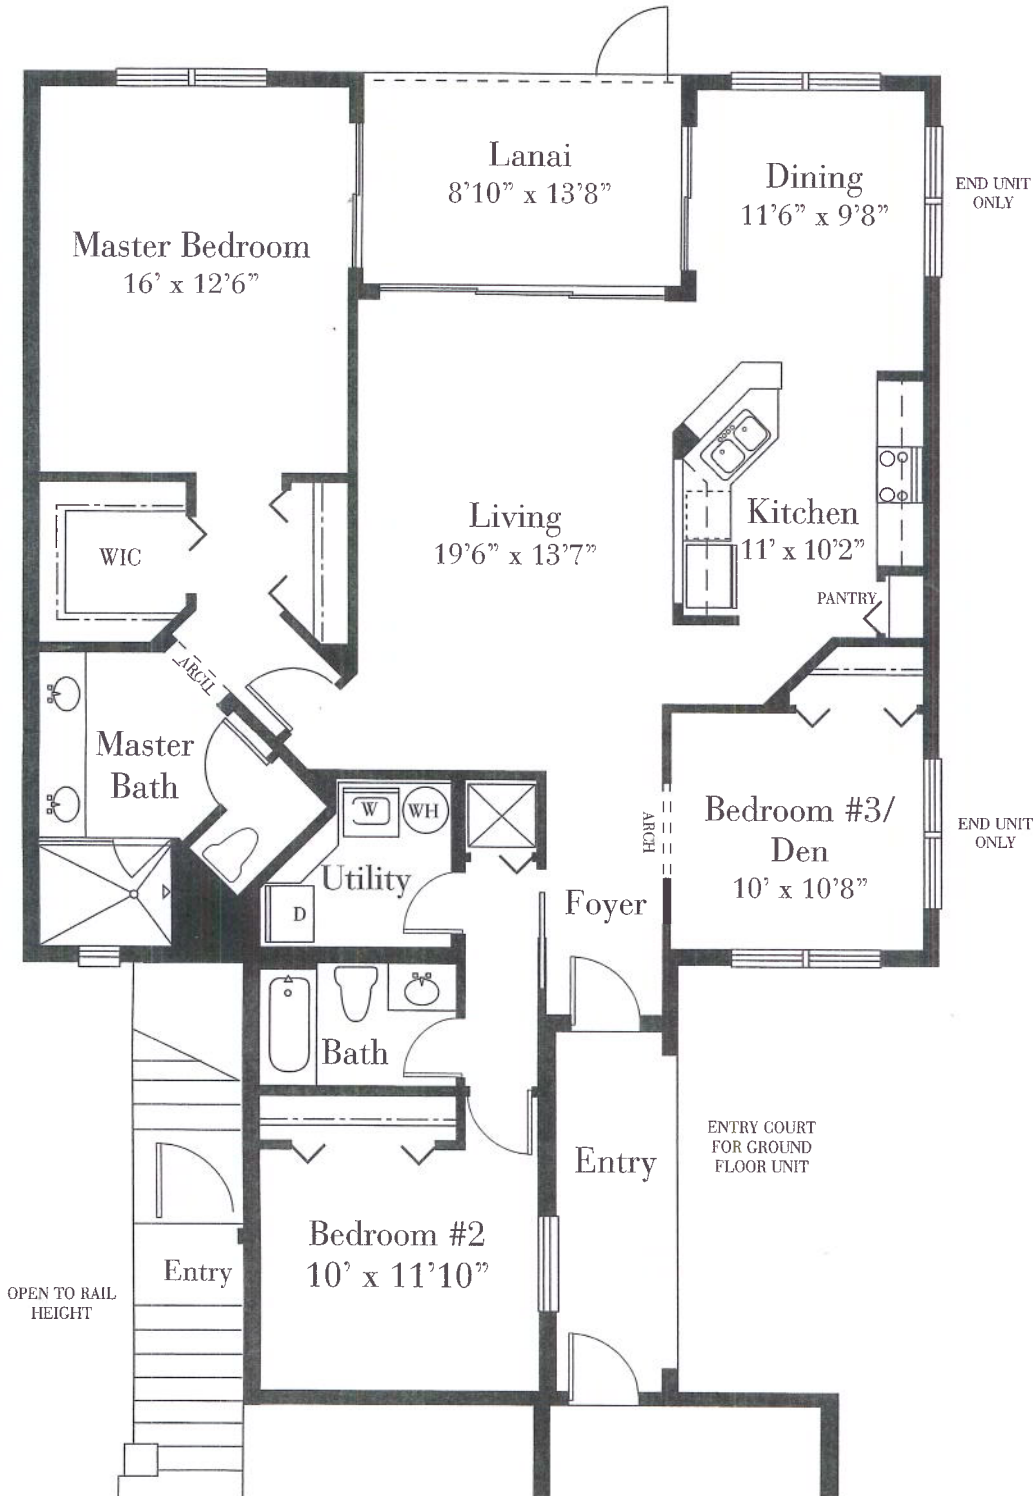 Lanai
8'10" x 13'8"
Dining
11'6" x 9'8"
END UNIT
ONLY
Master Bedroom
16' x 12'6"
Living
19'6" x 13'7"
Kitchen
11' x 10'2"
WIC
PANTRY
ARCH
Master
Bath
W
WH
Utility
D
ARCH
Bedroom #3/
Den
10' x 10'8"
END UNIT
ONLY
Foyer
Bath
ENTRY COURT
FOR GROUND
FLOOR UNIT
Entry
Bedroom #2
10' x 11'10"
Entry
OPEN TO RAIL
HEIGHT